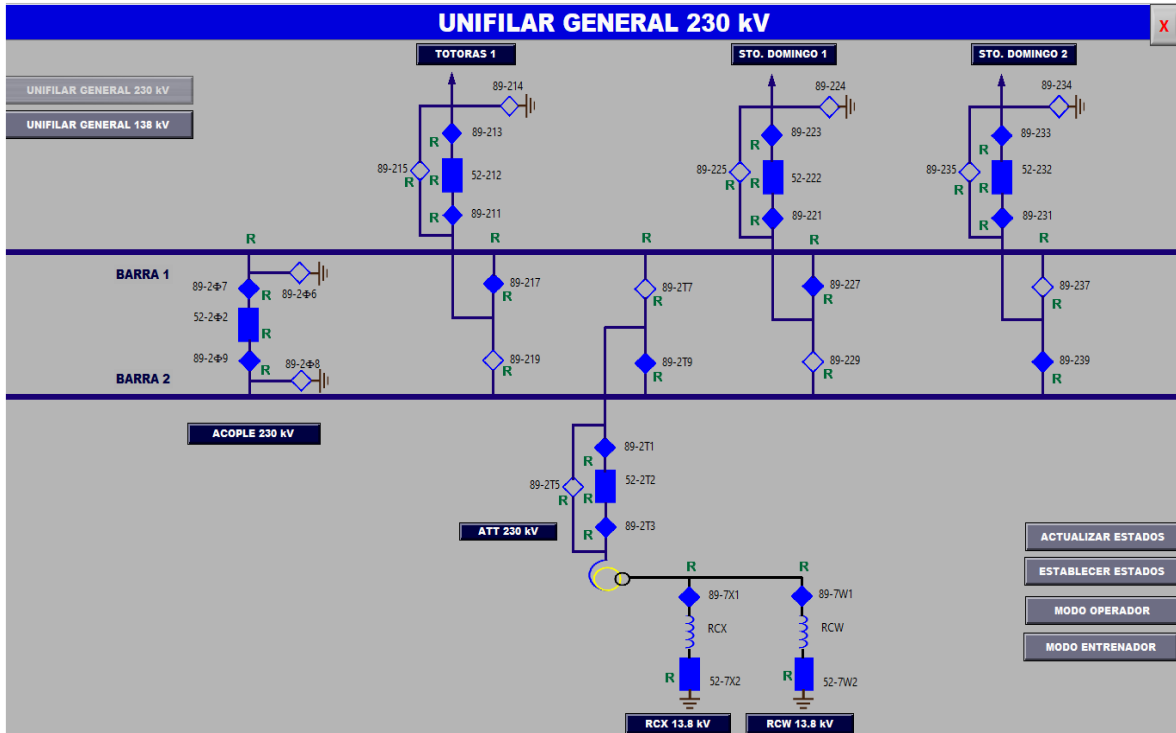 UNIFILAR GENERAL 230 kV
X
TOTORAS 1
STO. DOMINGO 1
STO. DOMINGO 2
UNIFILAR GENERAL 230 kV
UNIFILAR GENERAL 138 kV
89-214
89-224
89-234
89-213
89-223
89-233
R
R
R
89-215
89-225
89-235
52-212
52-222
52-232
R
R
R
R
R
R
89-211
89-221
89-231
R
R
R
R
R
R
R
R
BARRA 1
89-2Φ7
R
89-2Φ6
89-217
R
89-2T7
R
89-227
R
89-237
R
52-2Φ2
R
89-2Φ9
R
89-2Φ8
89-219
R
89-2T9
R
89-229
R
89-239
R
BARRA 2
ACOPLE 230 kV
89-2T1
R
89-2T5
R
R
52-2T2
ATT 230 kV
R
89-2T3
R
R
89-7X1
89-7W1
RCX
RCW
R
52-7X2
R
52-7W2
RCX 13.8 kV
RCW 13.8 kV
ACTUALIZAR ESTADOS
ESTABLECER ESTADOS
MODO OPERADOR
MODO ENTRENADOR